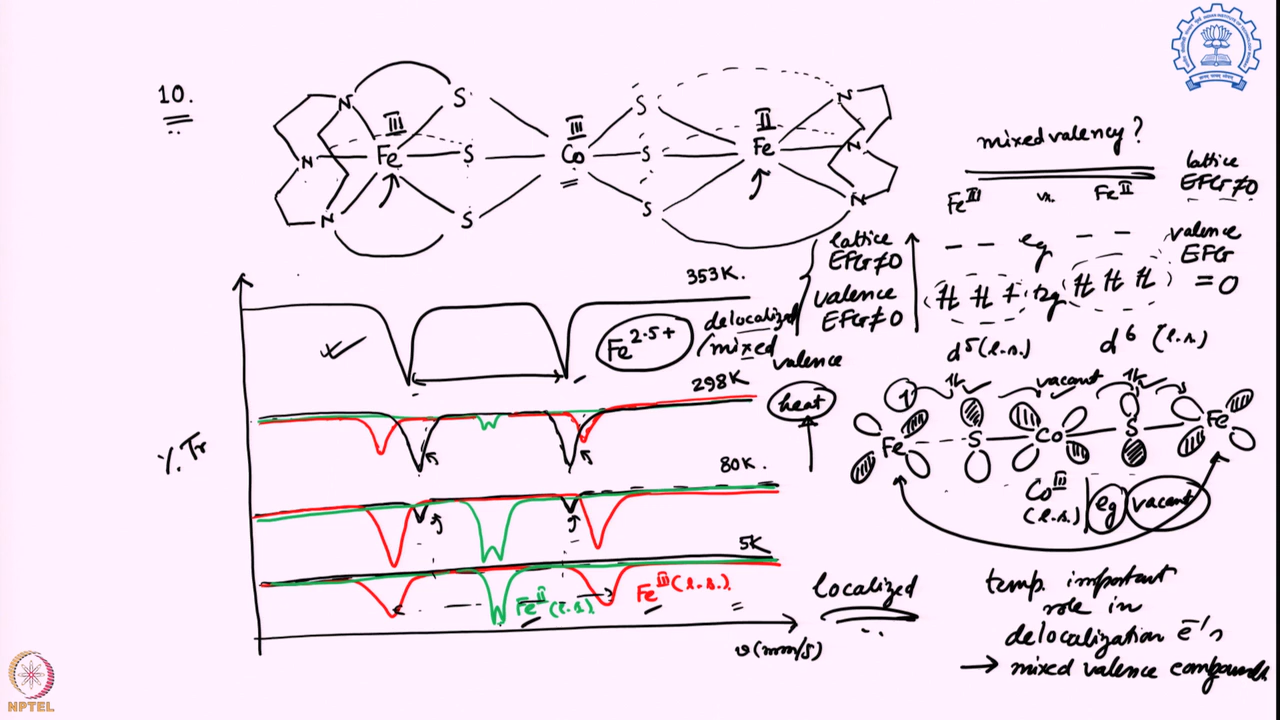 10.
N
N
N
III
Fe
S
S
S
III
Co
S
S
S
II
Fe
N
N
N
mixed valency?
Fe^III vs. Fe^II
lattice
EFG≠0
valence
EFG
= 0
eg
t2g
d^5 (l.s.)
d^6 (l.s.)
353K.
Fe^2.5+
delocalized
/mixed
valence
lattice
EFG≠0
valence
EFG≠0
298K
heat
80K.
5K
Fe^II (l.s.)
Fe^III (l.s.)
% Tr
v (mm/s)
localized
vacant
Fe S Co S Fe
Co^III
(l.s.)
eg
vacant
temp. important
role in
delocalization e^-'s
→ mixed valence compounds
NPTEL